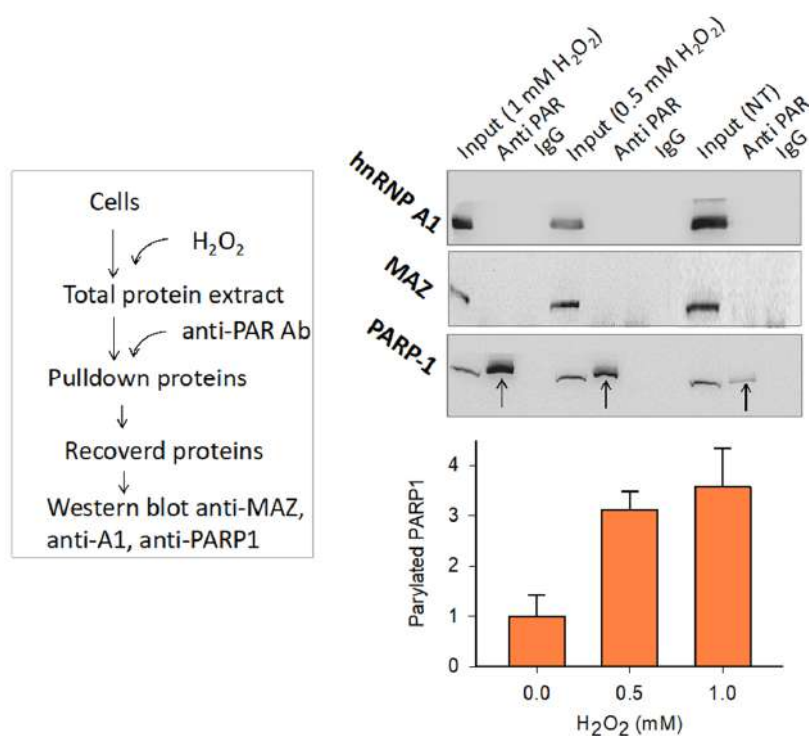 Cells
H₂O₂
Total protein extract
anti-PAR Ab
Pulldown proteins
Recoverd proteins
Western blot anti-MAZ,
anti-A1, anti-PARP1
Input (1 mM H₂O₂)
Anti PAR
IgG
Input (0.5 mM H₂O₂)
Anti PAR
IgG
Input (NT)
Anti PAR
IgG
hnRNP A1
MAZ
PARP-1
Parylated PARP1
4
3
2
1
0
0.0 0.5 1.0
H₂O₂ (mM)